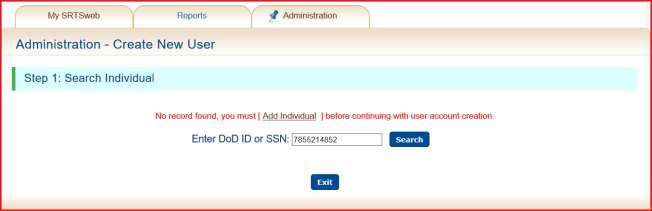 My SRTSweb Reports Administration
Administration - Create New User
Step 1: Search Individual
No record found, you must [ Add Individual ] before continuing with user account creation.
Enter DoD ID or SSN: 7855214852 Search
Exit